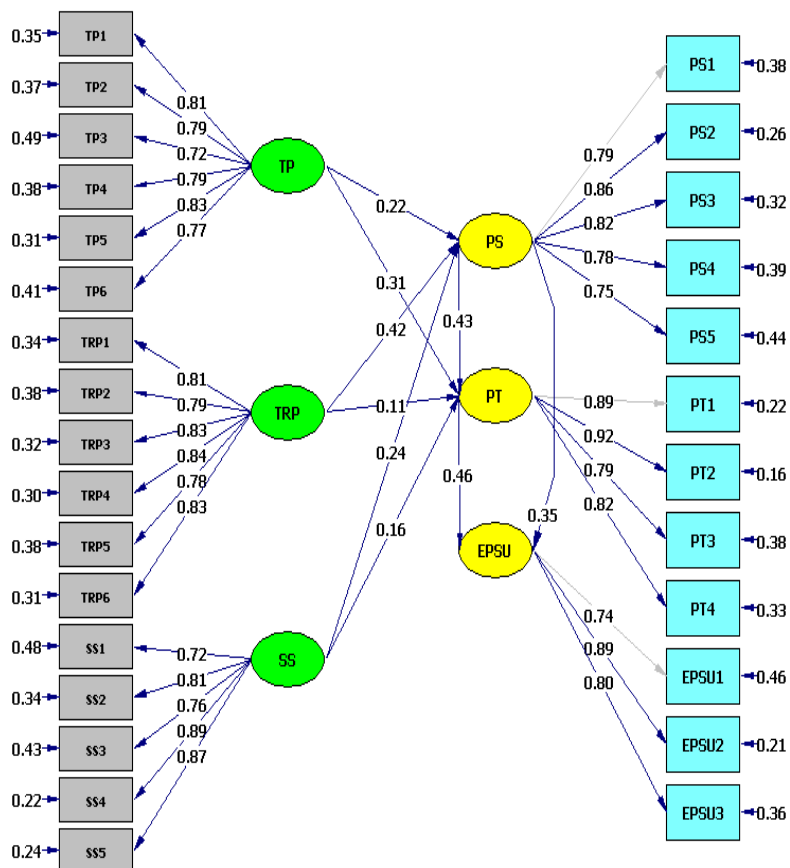 0.35 TP1
0.37 TP2
0.49 TP3
0.38 TP4
0.31 TP5
0.41 TP6
0.34 TRP1
0.38 TRP2
0.32 TRP3
0.30 TRP4
0.38 TRP5
0.31 TRP6
0.48 SS1
0.34 SS2
0.43 SS3
0.22 SS4
0.24 SS5
0.81
0.79
0.72
0.79
0.83
0.77
TP
0.81
0.79
0.83
0.84
0.78
0.83
TRP
0.72
0.81
0.76
0.89
0.87
SS
0.22
0.31
0.42
0.11
0.24
0.16
PS
0.43
PT
0.46
0.35
EPSU
0.79
0.86
0.82
0.78
0.75
0.89
0.92
0.79
0.82
0.74
0.89
0.80
PS1 0.38
PS2 0.26
PS3 0.32
PS4 0.39
PS5 0.44
PT1 0.22
PT2 0.16
PT3 0.38
PT4 0.33
EPSU1 0.46
EPSU2 0.21
EPSU3 0.36